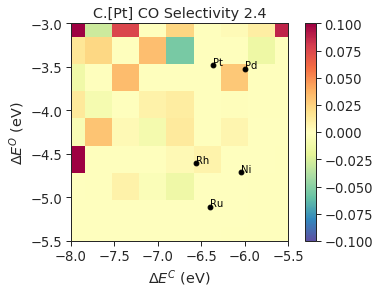 C.[Pt] CO Selectivity 2.4
−3.0
−3.5
−4.0
−4.5
−5.0
−5.5
ΔE^O (eV)
−8.0 −7.5 −7.0 −6.5 −6.0 −5.5
ΔE^C (eV)
Pt
Pd
Rh
Ni
Ru
0.100
0.075
0.050
0.025
0.000
−0.025
−0.050
−0.075
−0.100